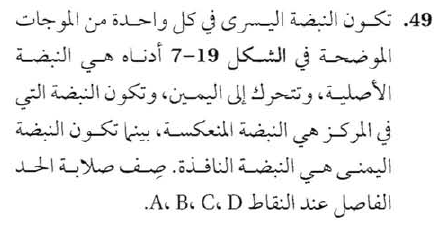 49. تكون النبضة اليسرى في كل واحدة من الموجات
الموضحة في الشكل 19-7 أدناه هي النبضة
الأصلية، وتتحرك إلى اليمين، وتكون النبضة التي
في المركز هي النبضة المنعكسة، بينما تكون النبضة
اليمنى هي النبضة النافذة. صِف صلابة الحد
الفاصل عند النقاط A، B، C، D.